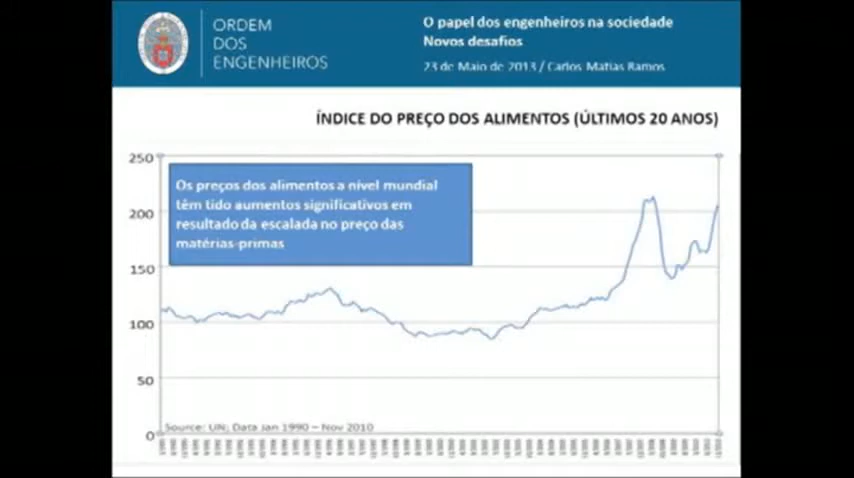 ORDEM
DOS
ENGENHEIROS
O papel dos engenheiros na sociedade
Novos desafios
23 de Maio de 2013 / Carlos Matias Ramos
ÍNDICE DO PREÇO DOS ALIMENTOS (ÚLTIMOS 20 ANOS)
250
Os preços dos alimentos a nível mundial
têm tido aumentos significativos em
resultado da escalada no preço das
matérias-primas
200
150
100
50
0
Source: UN; Data Jan 1990 – Nov 2010